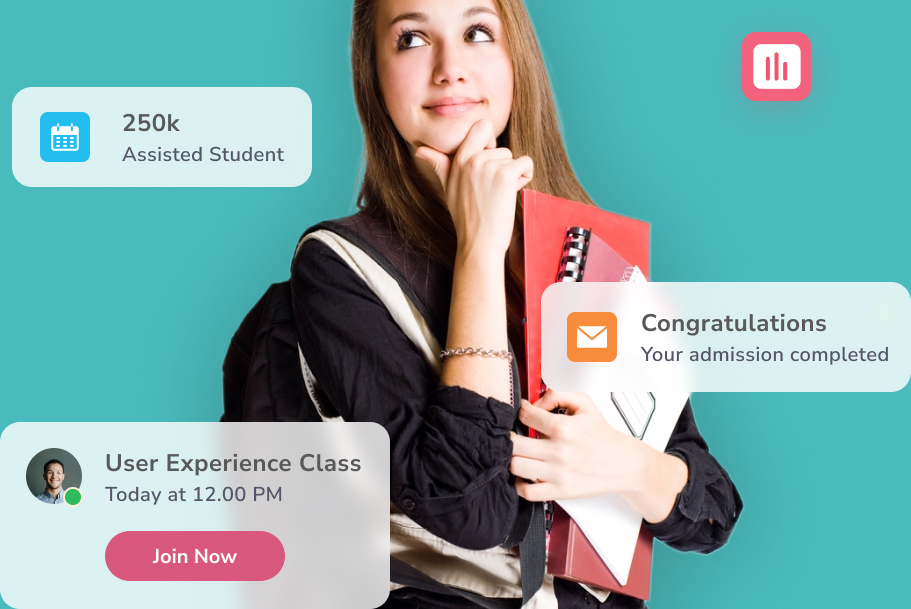 250k
Assisted Student
Congratulations
Your admission completed
User Experience Class
Today at 12.00 PM
Join Now